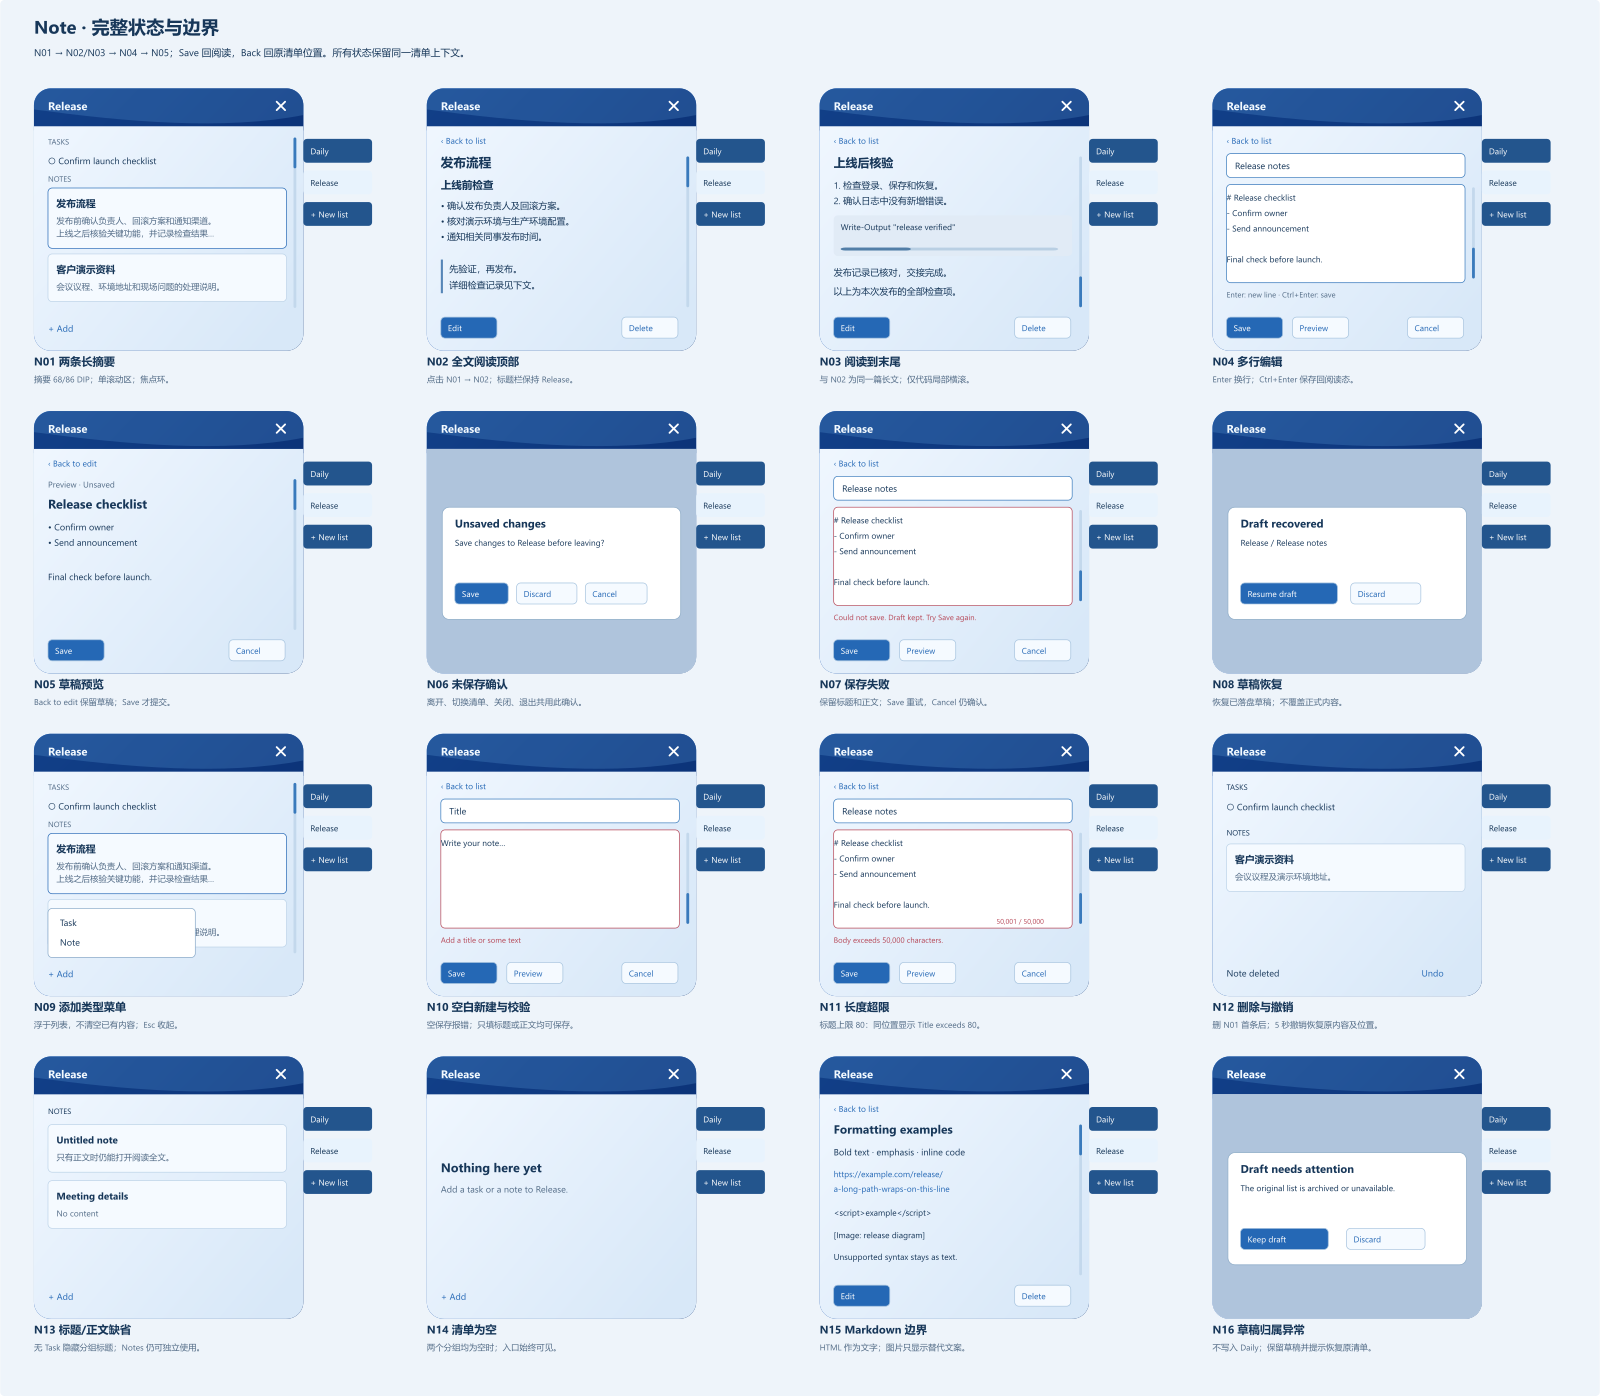 Note · 完整状态与边界
N01 → N02/N03 → N04 → N05；Save 回阅读，Back 回原清单位置。所有状态保留同一清单上下文。
Release
TASKS
Confirm launch checklist
NOTES
发布流程
发布前确认负责人、回滚方案和通知渠道。
上线之后核验关键功能，并记录检查结果...
客户演示资料
会议议程、环境地址和现场问题的处理说明。
+ Add
Daily
Release
+ New list
N01 两条长摘要
摘要 68/86 DIP；单滚动区；焦点环。
Release
‹ Back to list
发布流程
上线前检查
• 确认发布负责人及回滚方案。
• 核对演示环境与生产环境配置。
• 通知相关同事发布时间。
先验证，再发布。
详细检查记录见下文。
Edit
Delete
Daily
Release
+ New list
N02 全文阅读顶部
点击 N01 → N02；标题栏保持 Release。
Release
‹ Back to list
上线后核验
1. 检查登录、保存和恢复。
2. 确认日志中没有新增错误。
Write-Output "release verified"
发布记录已核对，交接完成。
以上为本次发布的全部检查项。
Edit
Delete
Daily
Release
+ New list
N03 阅读到末尾
与 N02 为同一篇长文；仅代码局部横滚。
Release
‹ Back to list
Release notes
# Release checklist
- Confirm owner
- Send announcement
Final check before launch.
Enter: new line · Ctrl+Enter: save
Save
Preview
Cancel
Daily
Release
+ New list
N04 多行编辑
Enter 换行；Ctrl+Enter 保存回阅读态。
Release
‹ Back to edit
Preview · Unsaved
Release checklist
• Confirm owner
• Send announcement
Final check before launch.
Save
Cancel
Daily
Release
+ New list
N05 草稿预览
Back to edit 保留草稿；Save 才提交。
Release
Unsaved changes
Save changes to Release before leaving?
Save
Discard
Cancel
Daily
Release
+ New list
N06 未保存确认
离开、切换清单、关闭、退出共用此确认。
Release
‹ Back to list
Release notes
# Release checklist
- Confirm owner
- Send announcement
Final check before launch.
Could not save. Draft kept. Try Save again.
Save
Preview
Cancel
Daily
Release
+ New list
N07 保存失败
保留标题和正文；Save 重试，Cancel 仍确认。
Release
Draft recovered
Release / Release notes
Resume draft
Discard
Daily
Release
+ New list
N08 草稿恢复
恢复已落盘草稿；不覆盖正式内容。
Release
TASKS
Confirm launch checklist
NOTES
发布流程
发布前确认负责人、回滚方案和通知渠道。
上线之后核验关键功能，并记录检查结果...
理说明。
Task
Note
+ Add
Daily
Release
+ New list
N09 添加类型菜单
浮于列表，不清空已有内容；Esc 收起。
Release
‹ Back to list
Title
Write your note...
Add a title or some text
Save
Preview
Cancel
Daily
Release
+ New list
N10 空白新建与校验
空保存报错；只填标题或正文均可保存。
Release
‹ Back to list
Release notes
# Release checklist
- Confirm owner
- Send announcement
Final check before launch.
50,001 / 50,000
Body exceeds 50,000 characters.
Save
Preview
Cancel
Daily
Release
+ New list
N11 长度超限
标题上限 80：同位置显示 Title exceeds 80。
Release
TASKS
Confirm launch checklist
NOTES
客户演示资料
会议议程及演示环境地址。
Note deleted
Undo
Daily
Release
+ New list
N12 删除与撤销
删 N01 首条后；5 秒撤销恢复原内容及位置。
Release
NOTES
Untitled note
只有正文时仍能打开阅读全文。
Meeting details
No content
+ Add
Daily
Release
+ New list
N13 标题/正文缺省
无 Task 隐藏分组标题；Notes 仍可独立使用。
Release
Nothing here yet
Add a task or a note to Release.
+ Add
Daily
Release
+ New list
N14 清单为空
两个分组均为空时；入口始终可见。
Release
‹ Back to list
Formatting examples
Bold text · emphasis · inline code
https://example.com/release/
a-long-path-wraps-on-this-line
<script>example</script>
[Image: release diagram]
Unsupported syntax stays as text.
Edit
Delete
Daily
Release
+ New list
N15 Markdown 边界
HTML 作为文字；图片只显示替代文案。
Release
Draft needs attention
The original list is archived or unavailable.
Keep draft
Discard
Daily
Release
+ New list
N16 草稿归属异常
不写入 Daily；保留草稿并提示恢复原清单。